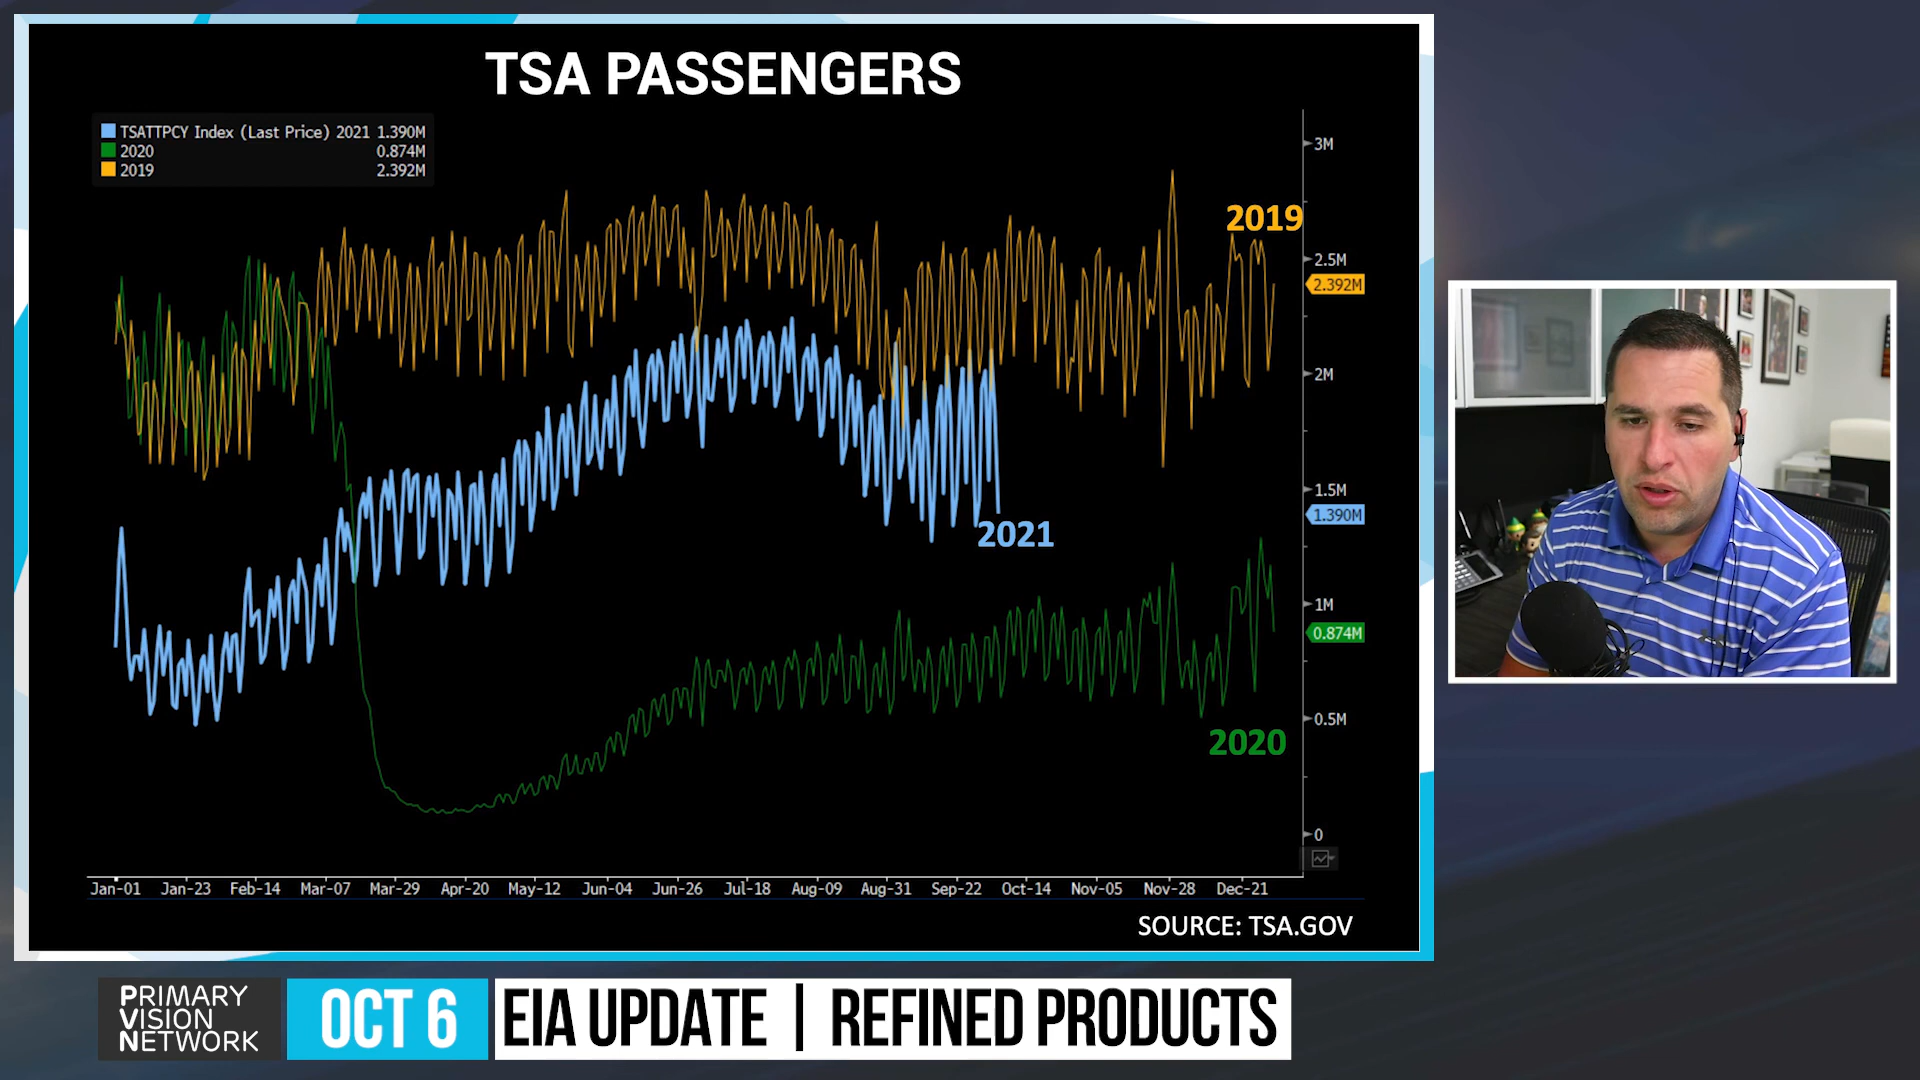 TSA PASSENGERS
TSATTPCY Index (Last Price) 2021 1.390M
2020 0.874M
2019 2.392M
3M
2019
2.5M
2.392M
2M
1.5M
1.390M
2021
1M
0.874M
0.5M
2020
0
Jan-01 Jan-23 Feb-14 Mar-07 Mar-29 Apr-20 May-12 Jun-04 Jun-26 Jul-18 Aug-09 Aug-31 Sep-22 Oct-14 Nov-05 Nov-28 Dec-21
SOURCE: TSA.GOV
PRIMARY
VISION
NETWORK
OCT 6
EIA UPDATE | REFINED PRODUCTS